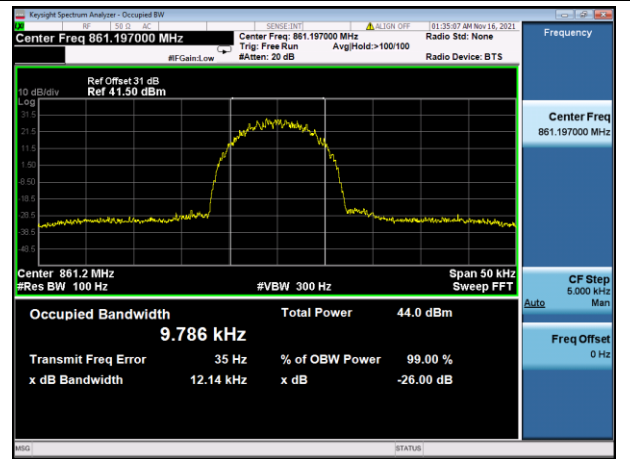 Keysight Spectrum Analyzer - Occupied BW
RF 50 Ω AC SENSE:INT ALIGN OFF 01:35:07 AM Nov 16, 2021
Center Freq 861.197000 MHz Center Freq: 861.197000 MHz Radio Std: None Frequency
Trig: Free Run Avg|Hold:>100/100
#IFGain:Low #Atten: 20 dB Radio Device: BTS
Ref Offset 31 dB
10 dB/div Ref 41.50 dBm
Log
31.5
21.5
11.5
1.50
-8.50
-18.5
-28.5
-38.5
-48.5
Center Freq
861.197000 MHz
Center 861.2 MHz Span 50 kHz
#Res BW 100 Hz #VBW 300 Hz Sweep FFT
CF Step
5.000 kHz
Auto Man
Occupied Bandwidth Total Power 44.0 dBm
9.786 kHz
Transmit Freq Error 35 Hz % of OBW Power 99.00 %
x dB Bandwidth 12.14 kHz x dB -26.00 dB
Freq Offset
0 Hz
MSG STATUS